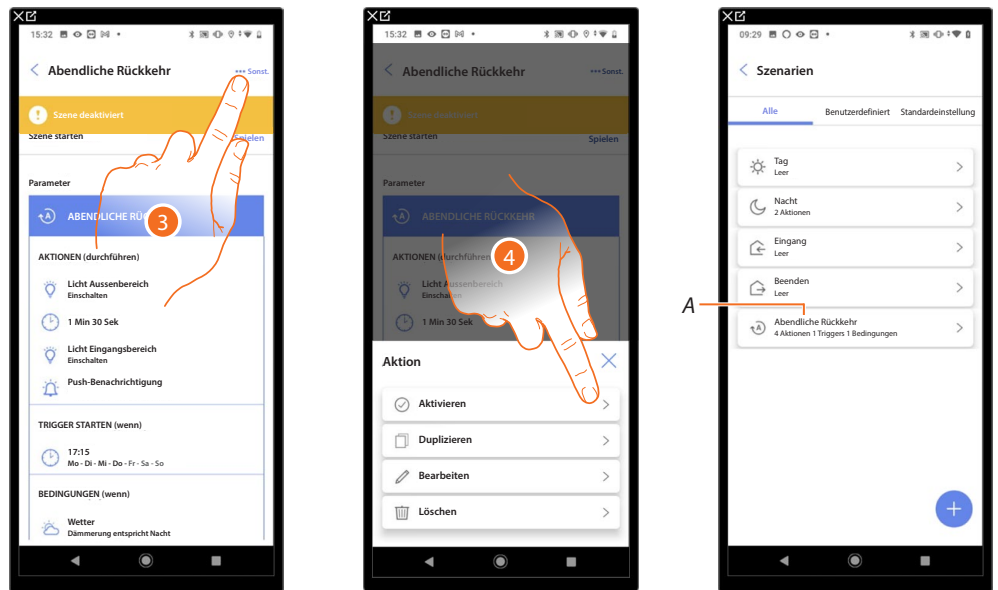 15:32
Abendliche Rückkehr
••• Sonst.
Szene deaktiviert
Szene starten
Spielen
Parameter
ABENDLICHE RÜC
3
AKTIONEN (durchführen)
Licht Aussenbereich
Einschalten
1 Min 30 Sek
Licht Eingangsbereich
Einschalten
Push-Benachrichtigung
TRIGGER STARTEN (wenn)
17:15
Mo - Di - Mi - Do - Fr - Sa - So
BEDINGUNGEN (wenn)
Wetter
Dämmerung entspricht Nacht
15:32
Abendliche Rückkehr
••• Sonst.
Szene deaktiviert
Szene starten
Spielen
Parameter
ABENDLICHE RÜCKKEHR
4
AKTIONEN (durchführen)
Licht Aussenbereich
Einschalten
1 Min 30 Sek
Aktion
Aktivieren
Duplizieren
Bearbeiten
Löschen
09:29
Szenarien
Alle Benutzerdefiniert Standardeinstellung
Tag
Leer
Nacht
2 Aktionen
Eingang
Leer
Beenden
Leer
A
Abendliche Rückkehr
4 Aktionen 1 Triggers 1 Bedingungen